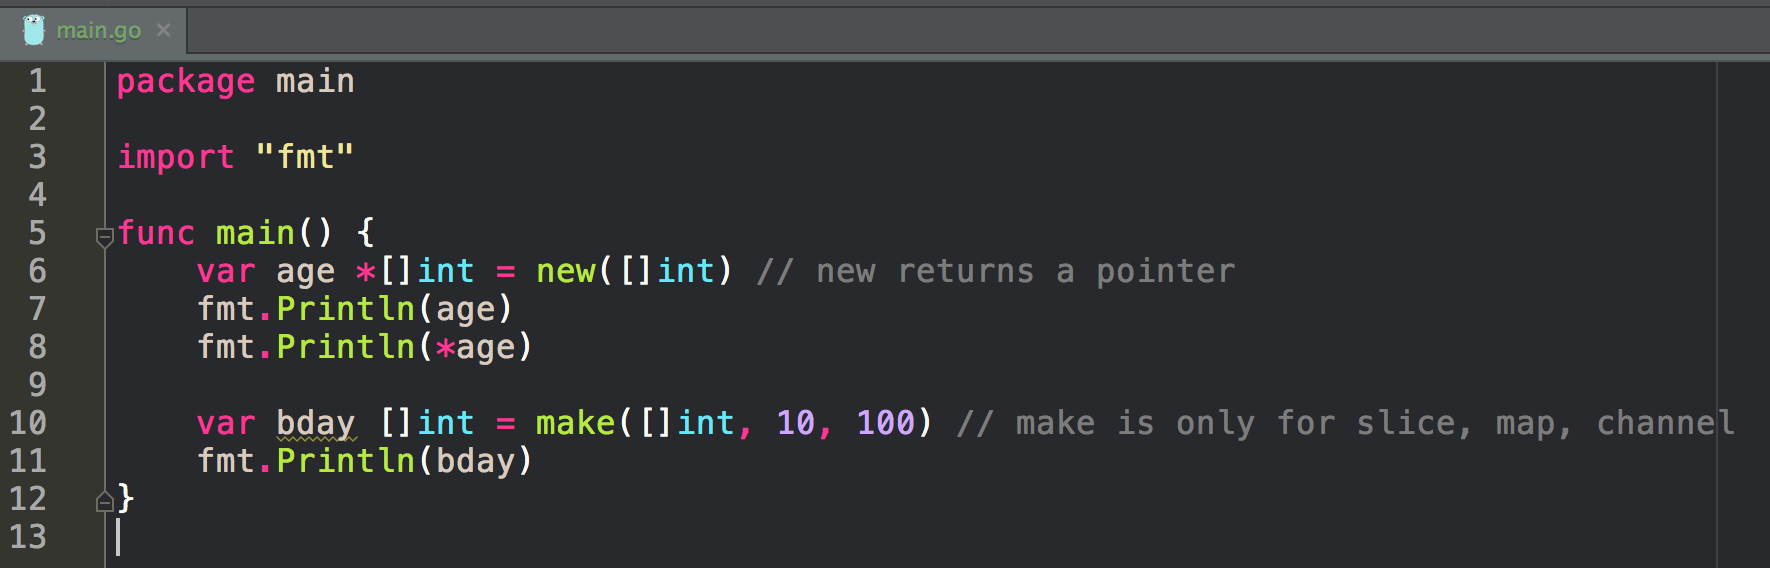 main.go ×
1 package main
2
3 import "fmt"
4
5 func main() {
6 var age *[]int = new([]int) // new returns a pointer
7 fmt.Println(age)
8 fmt.Println(*age)
9
10 var bday []int = make([]int, 10, 100) // make is only for slice, map, channel
11 fmt.Println(bday)
12 }
13